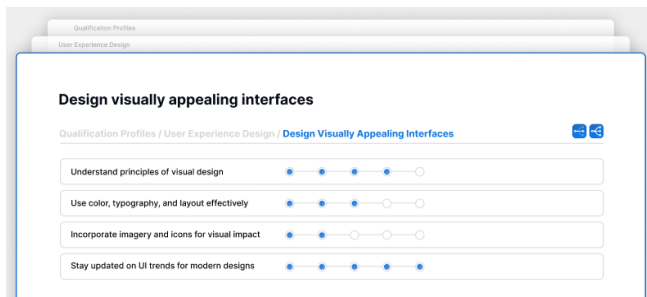 Qualification Profiles
User Experience Design
Design visually appealing interfaces
Qualification Profiles / User Experience Design / Design Visually Appealing Interfaces
Understand principles of visual design
Use color, typography, and layout effectively
Incorporate imagery and icons for visual impact
Stay updated on UI trends for modern designs